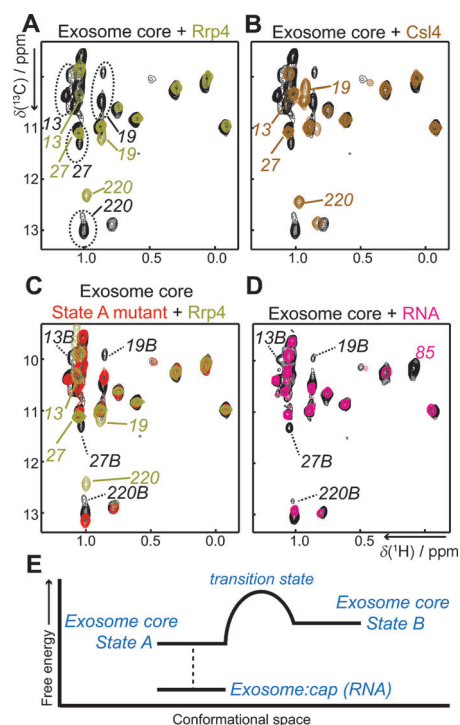 A Exosome core + Rrp4
B Exosome core + Csl4
δ(¹³C) / ppm
11
12
13
13
13
27
27
19
19
220
220
1.0
0.5
0.0
13
27
19
220
1.0
0.5
0.0
C Exosome core
State A mutant + Rrp4
D Exosome core + RNA
10
11
12
13
13B
19B
13
27
19
27B
220
220B
1.0
0.5
0.0
13B
19B
85
27B
220B
1.0
0.5
δ(¹H) / ppm
E
transition state
Exosome core
State A
Exosome core
State B
Exosome:cap (RNA)
Free energy
Conformational space